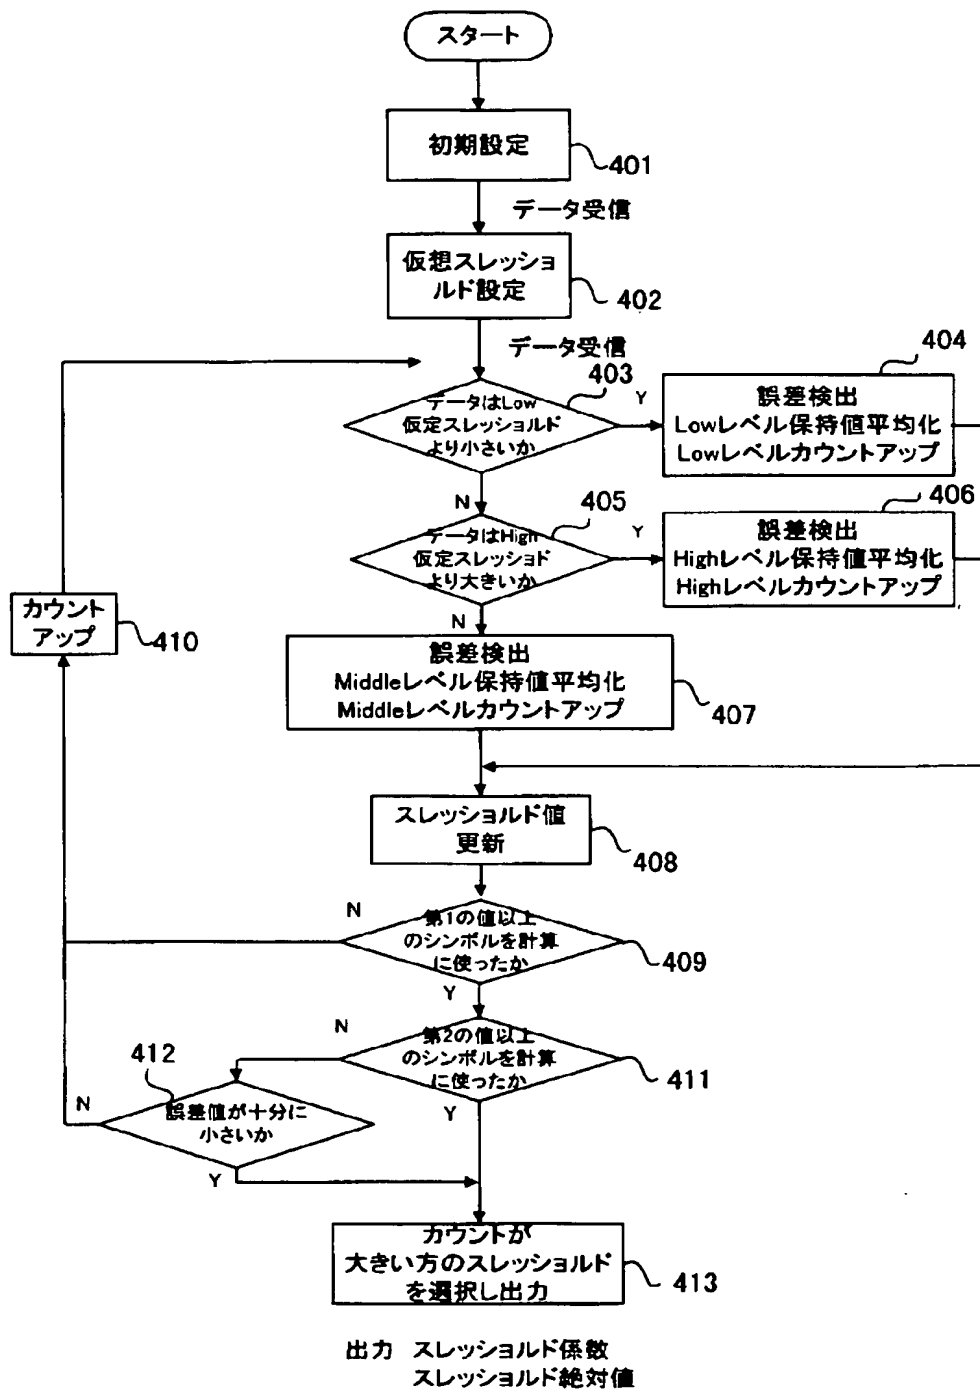 スタート
初期設定
401
データ受信
仮想スレッショ
ルド設定
402
データ受信
403
データはLow
仮定スレッショルド
より小さいか
Y
404
誤差検出
Lowレベル保持値平均化
Lowレベルカウントアップ
N
405
データはHigh
仮定スレッショド
より大きいか
Y
406
誤差検出
Highレベル保持値平均化
Highレベルカウントアップ
N
カウント
アップ
410
誤差検出
Middleレベル保持値平均化
Middleレベルカウントアップ
407
スレッショルド値
更新
408
N
第1の値以上
のシンボルを計算
に使ったか
409
Y
N
第2の値以上
のシンボルを計算
に使ったか
411
412
N
誤差値が十分に
小さいか
Y
Y
カウントが
大きい方のスレッショルド
を選択し出力
413
出力 スレッショルド係数
スレッショルド絶対値